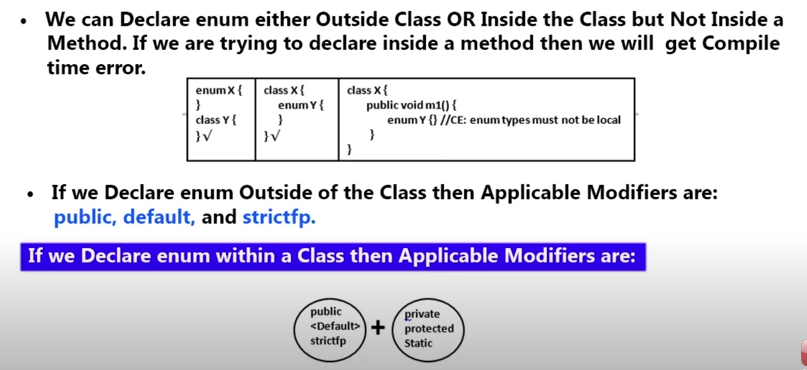 • We can Declare enum either Outside Class OR Inside the Class but Not Inside a
Method. If we are trying to declare inside a method then we will get Compile
time error.
enum X {
}
class Y {
}√
class X {
enum Y {
}
}√
class X {
public void m1() {
enum Y {} //CE: enum types must not be local
}
}
• If we Declare enum Outside of the Class then Applicable Modifiers are:
public, default, and strictfp.
If we Declare enum within a Class then Applicable Modifiers are:
public
<Default>
strictfp
+
private
protected
Static